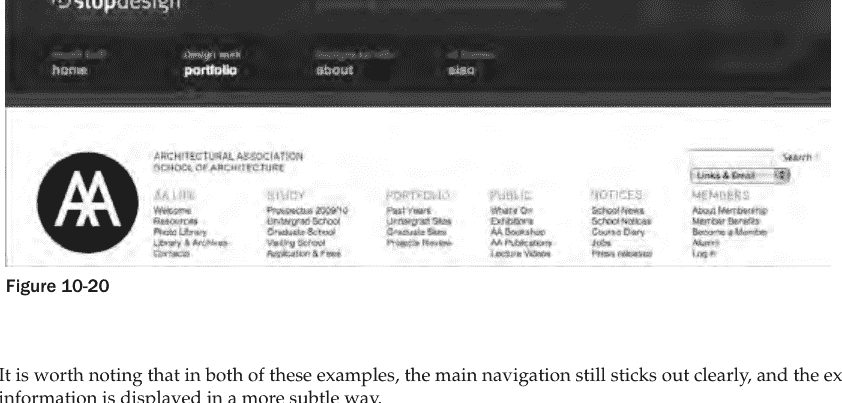 stopdesign
Design work
home portfolio about also
ARCHITECTURAL ASSOCIATION
SCHOOL OF ARCHITECTURE
Search
Links & Email
AA LIFE STUDY PORTFOLIO PUBLIC NOTICES MEMBERS
Welcome Prospectus 2009/10 Past Years What's On School News About Membership
Resources Undergrad School Undergrad Sites Exhibitions School Notices Member Benefits
Photo Library Graduate School Graduate Sites AA Bookshop Course Diary Become a Member
Library & Archives Visiting School Projects Review AA Publications Jobs Alumni
Contacts Application & Fees Lecture Videos Press releases Log in
Figure 10-20
It is worth noting that in both of these examples, the main navigation still sticks out clearly, and the ex
information is displayed in a more subtle way.